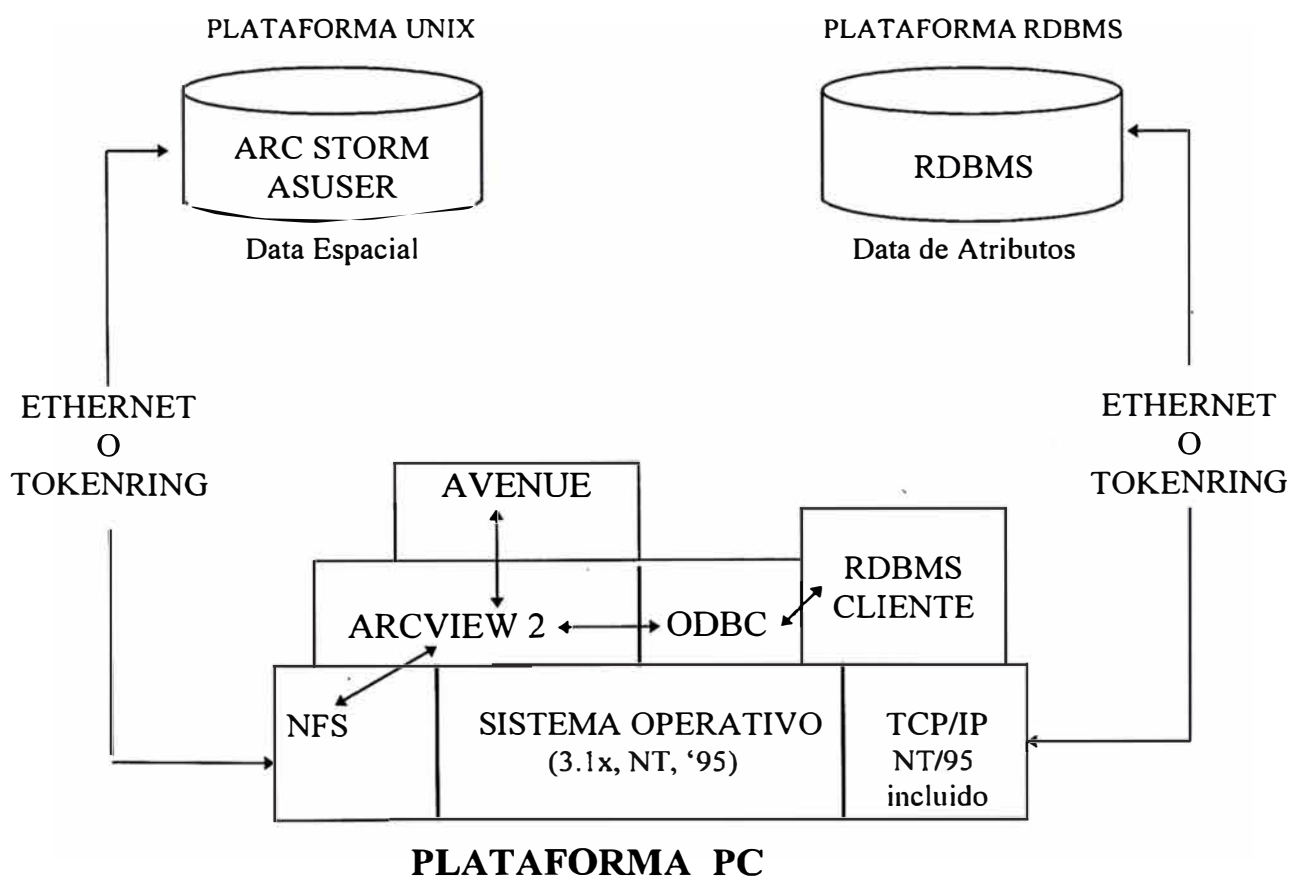 PLATAFORMA UNIX
PLATAFORMA RDBMS
ARC STORM
ASUSER
RDBMS
Data Espacial
Data de Atributos
ETHERNET
O
TOKENRING
ETHERNET
O
TOKENRING
AVENUE
RDBMS
CLIENTE
ARCVIEW 2
ODBC
NFS
SISTEMA OPERATIVO
(3.1x, NT, ‘95)
TCP/IP
NT/95
incluido
PLATAFORMA PC